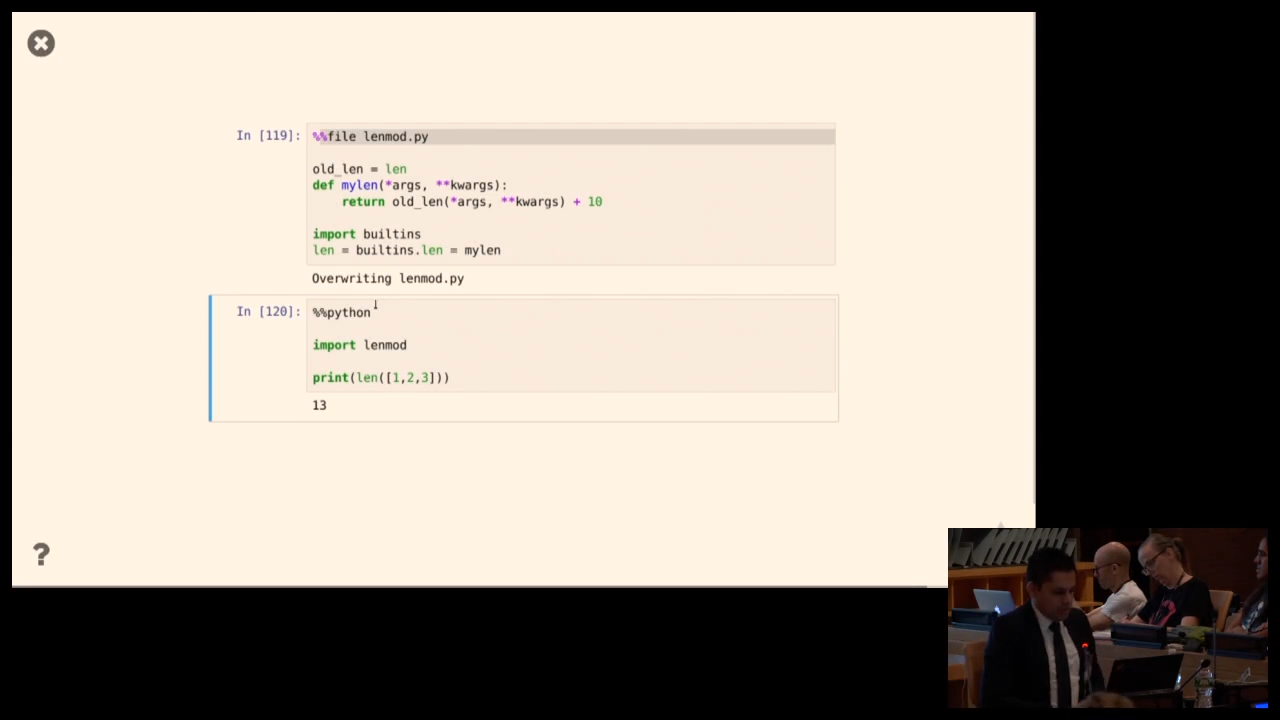 In [119]:
%%file lenmod.py
old_len = len
def mylen(*args, **kwargs):
    return old_len(*args, **kwargs) + 10
import builtins
len = builtins.len = mylen
Overwriting lenmod.py
In [120]:
%%python
import lenmod
print(len([1,2,3]))
13
?